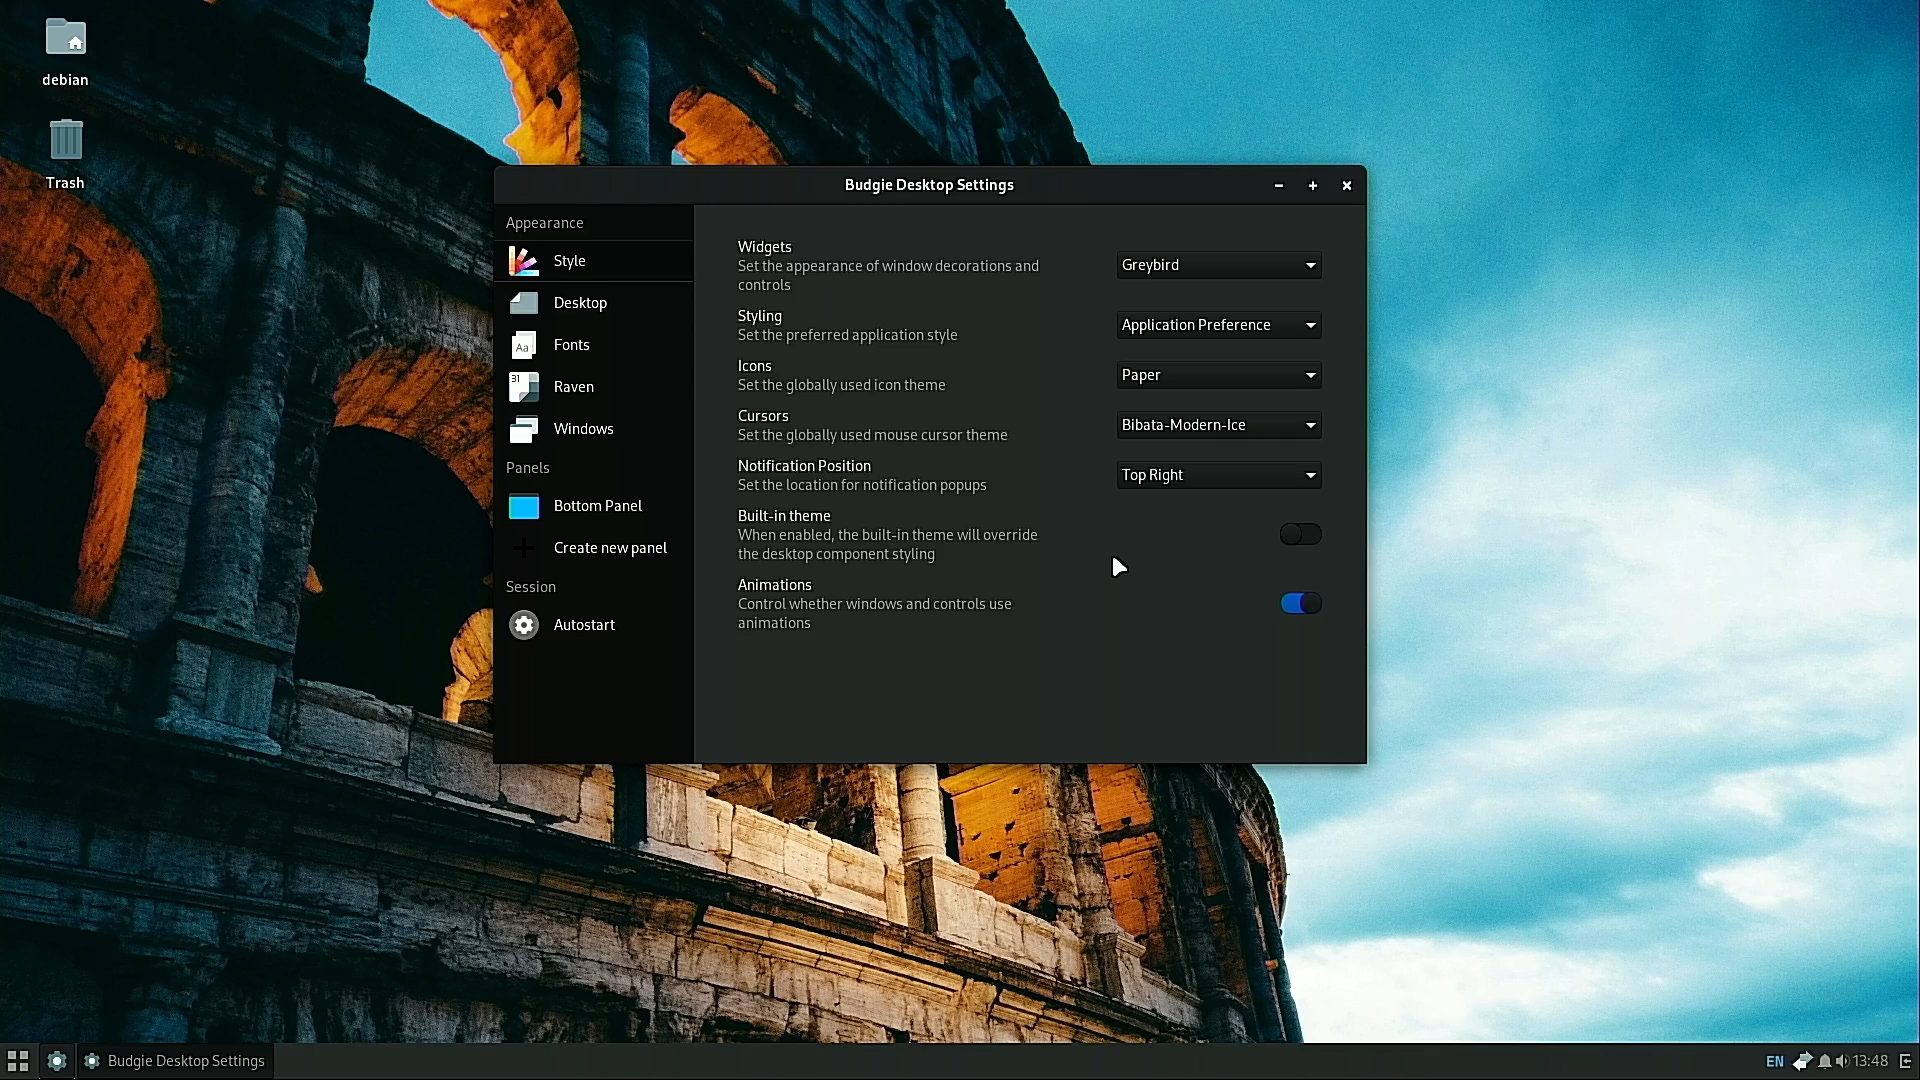 debian
Trash
Budgie Desktop Settings
Appearance
Style
Desktop
Aa
Fonts
31
Raven
Windows
Panels
Bottom Panel
Create new panel
Session
Autostart
Widgets
Set the appearance of window decorations and
controls
Greybird
Styling
Set the preferred application style
Application Preference
Icons
Set the globally used icon theme
Paper
Cursors
Set the globally used mouse cursor theme
Bibata-Modern-Ice
Notification Position
Set the location for notification popups
Top Right
Built-in theme
When enabled, the built-in theme will override
the desktop component styling
Animations
Control whether windows and controls use
animations
Budgie Desktop Settings
EN
13:48